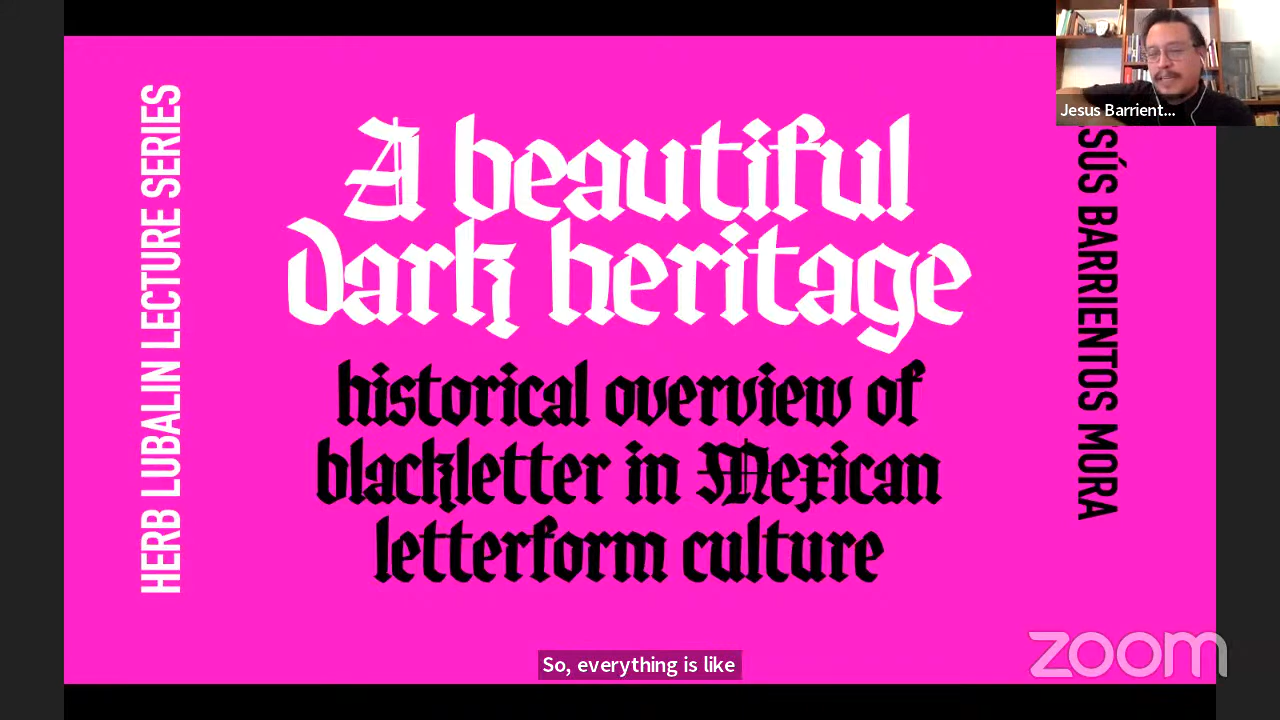 HERB LUBALIN LECTURE SERIES
A beautiful
dark heritage
historical overview of
blackletter in Mexican
letterform culture
SÚS BARRIENTOS MORA
Jesus Barrient...
So, everything is like
zoom